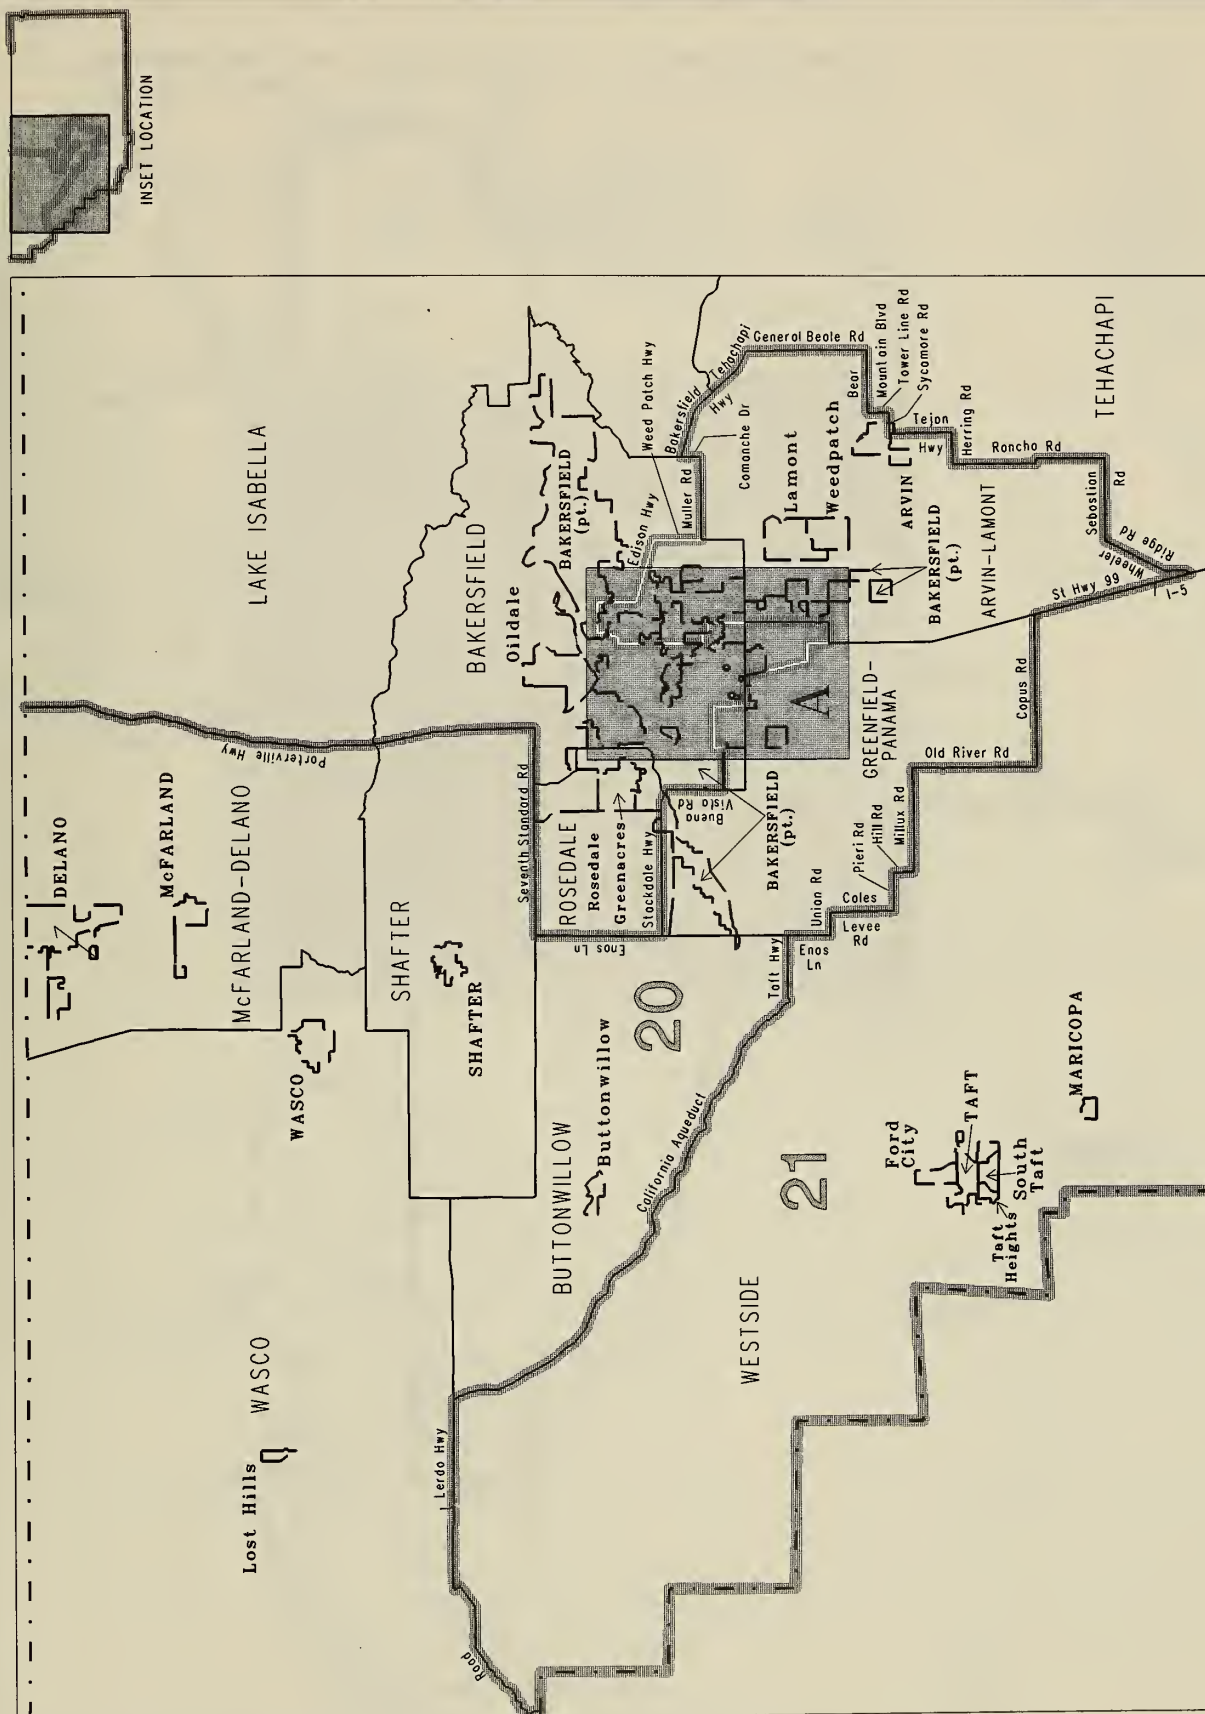 INSET LOCATION
LAKE ISABELLA
BAKERSFIELD
Oildale
BAKERSFIELD
(pt.)
Edison Hwy
Weed Patch Hwy
Muller Rd
Bakersfield
Tehachapi
Hwy
Comanche Dr
General Beale Rd
Bear
Mountain Blvd
Tower Line Rd
Sycamore Rd
Tejon
Hwy
Herring Rd
Rancho Rd
Sebastian
Rd
Wheeler
Ridge Rd
TEHACHAPI
Lamont
Weedpatch
ARVIN
BAKERSFIELD
(pt.)
ARVIN-LAMONT
St Hwy 99
I-5
Porterville Hwy
DELANO
McFARLAND
McFARLAND-DELANO
SHAFTER
SHAFTER
WASCO
Seventh Standard Rd
ROSEDALE
Rosedale
Greenacres
Stockdale Hwy
Enos Ln
Buena
Vista Rd
BAKERSFIELD
(pt.)
A
GREENFIELD-
PANAMA
Copus Rd
Old River Rd
Millux Rd
Hill Rd
Pieri Rd
Coles
Levee
Rd
Union Rd
Enos
Ln
Taft Hwy
20
Buttonwillow
BUTTONWILLOW
California Aqueduct
21
Ford
City
TAFT
South
Taft
Taft
Heights
MARICOPA
WESTSIDE
WASCO
Lost Hills
Lerdo Hwy
Road